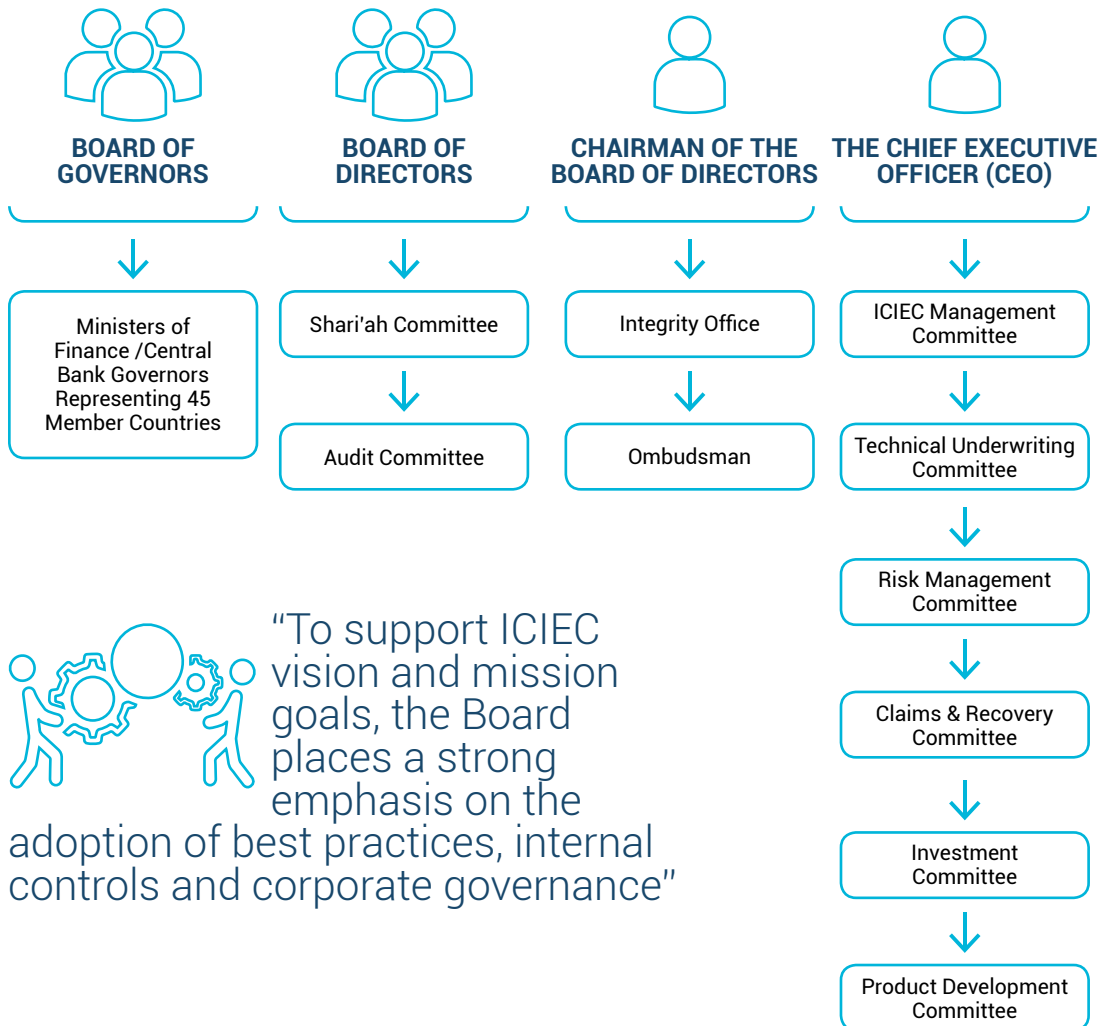 BOARD OF
GOVERNORS
Ministers of
Finance /Central
Bank Governors
Representing 45
Member Countries
BOARD OF
DIRECTORS
Shari'ah Committee
Audit Committee
CHAIRMAN OF THE
BOARD OF DIRECTORS
Integrity Office
Ombudsman
THE CHIEF EXECUTIVE
OFFICER (CEO)
ICIEC Management
Committee
Technical Underwriting
Committee
Risk Management
Committee
Claims & Recovery
Committee
Investment
Committee
Product Development
Committee
“To support ICIEC
vision and mission
goals, the Board
places a strong
emphasis on the
adoption of best practices, internal
controls and corporate governance”